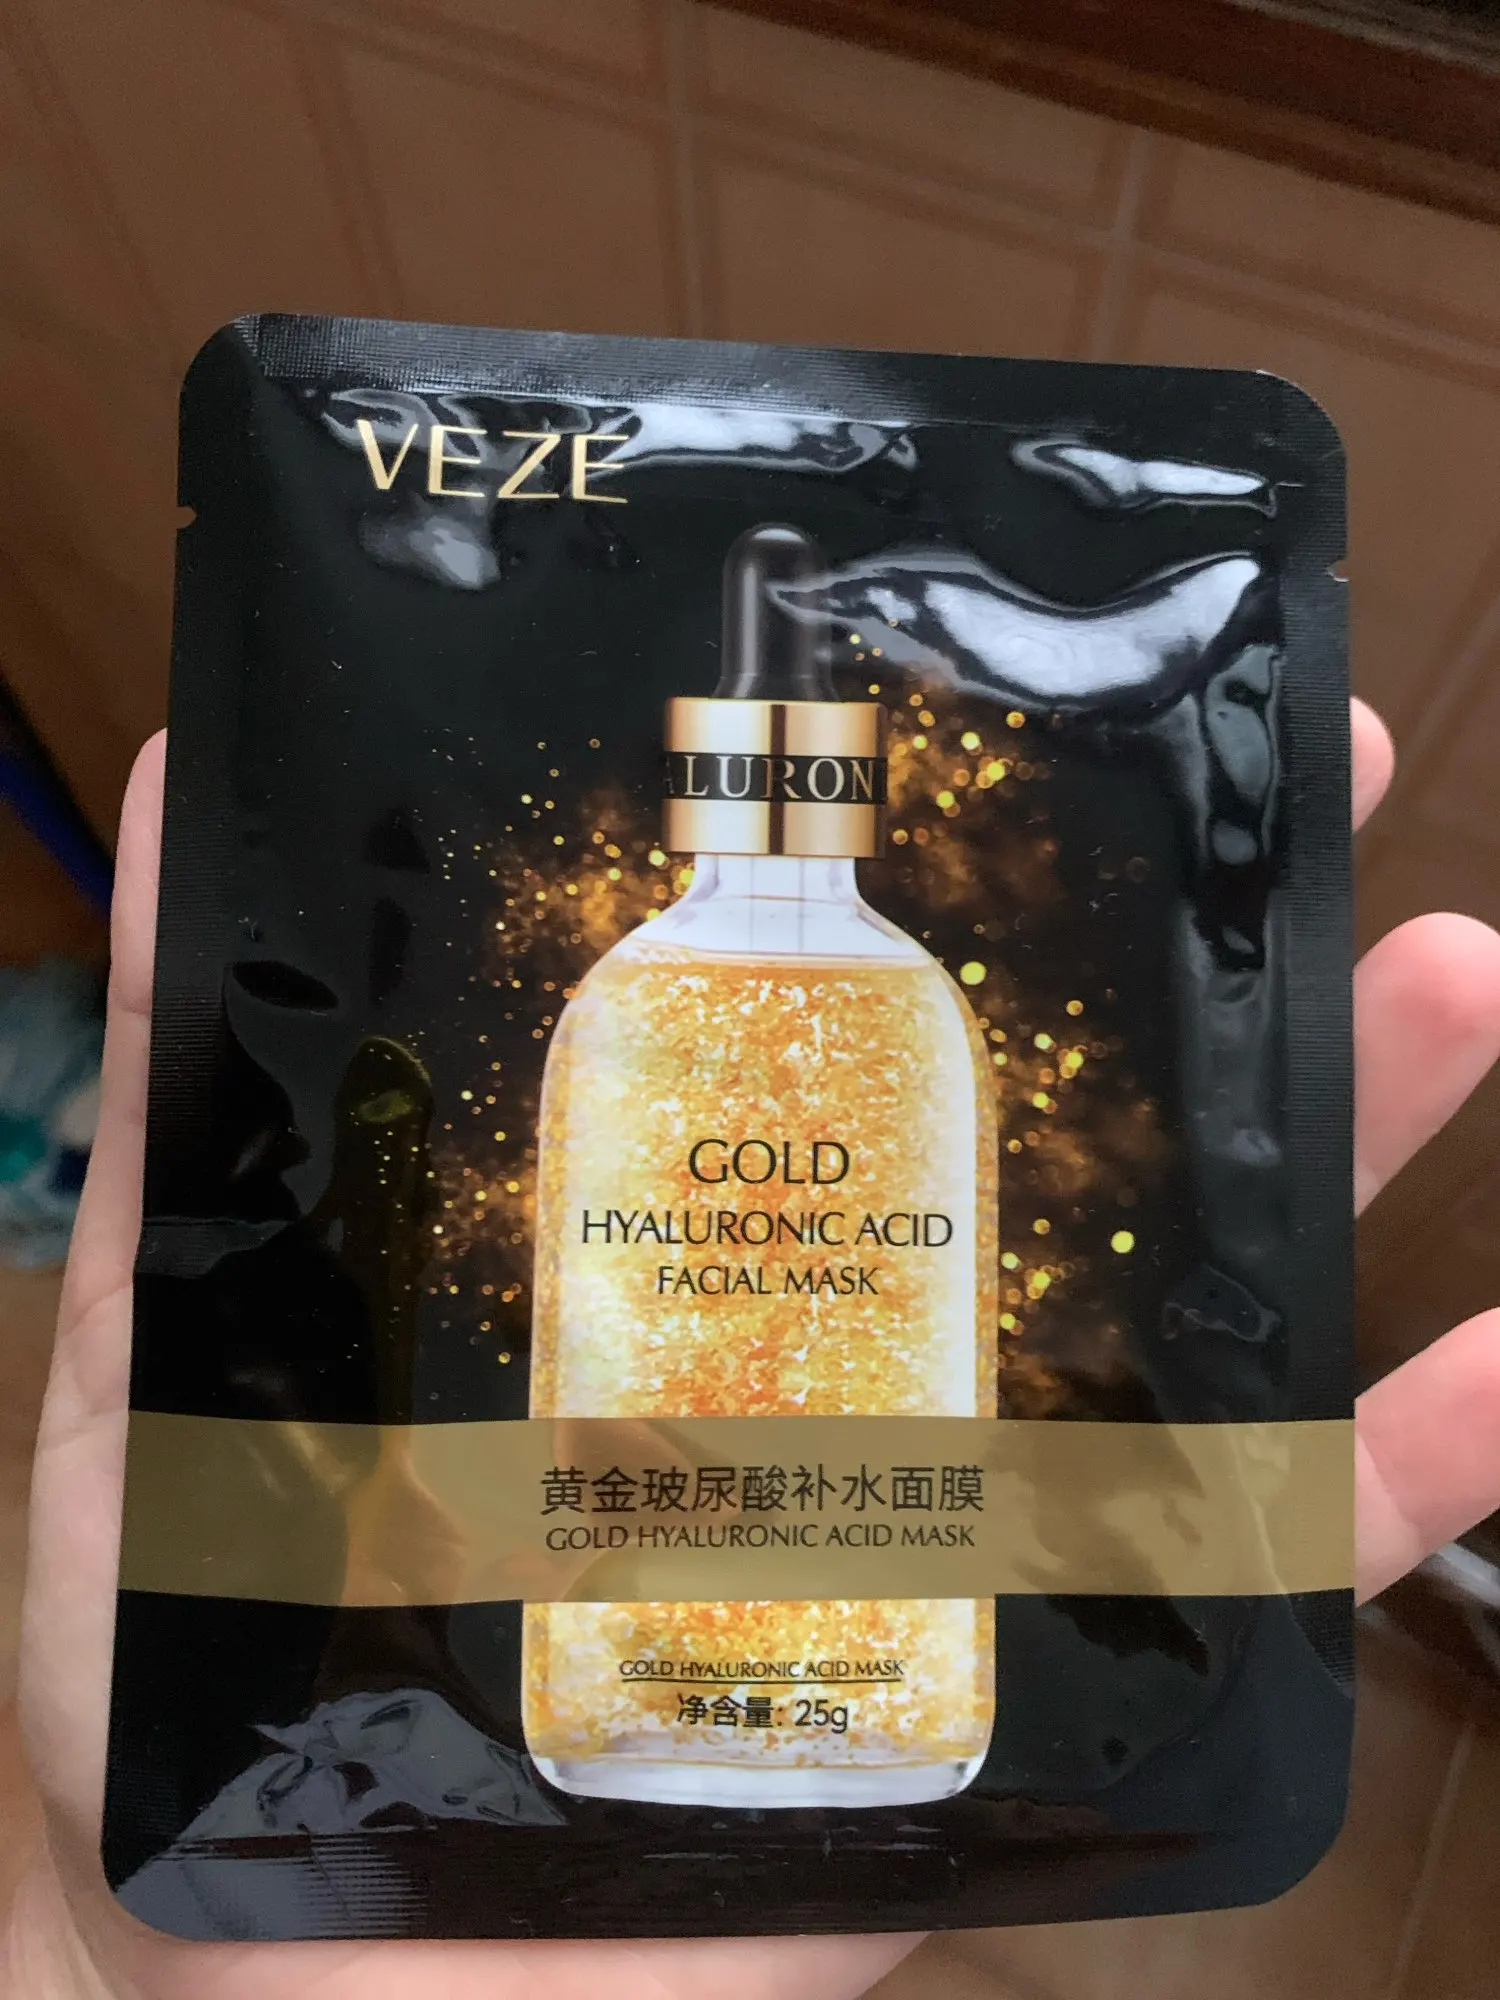 VEZE
ALURON
GOLD
HYALURONIC ACID
FACIAL MASK
黄金玻尿酸补水面膜
GOLD HYALURONIC ACID MASK
GOLD HYALURONIC ACID MASK
净含量: 25g